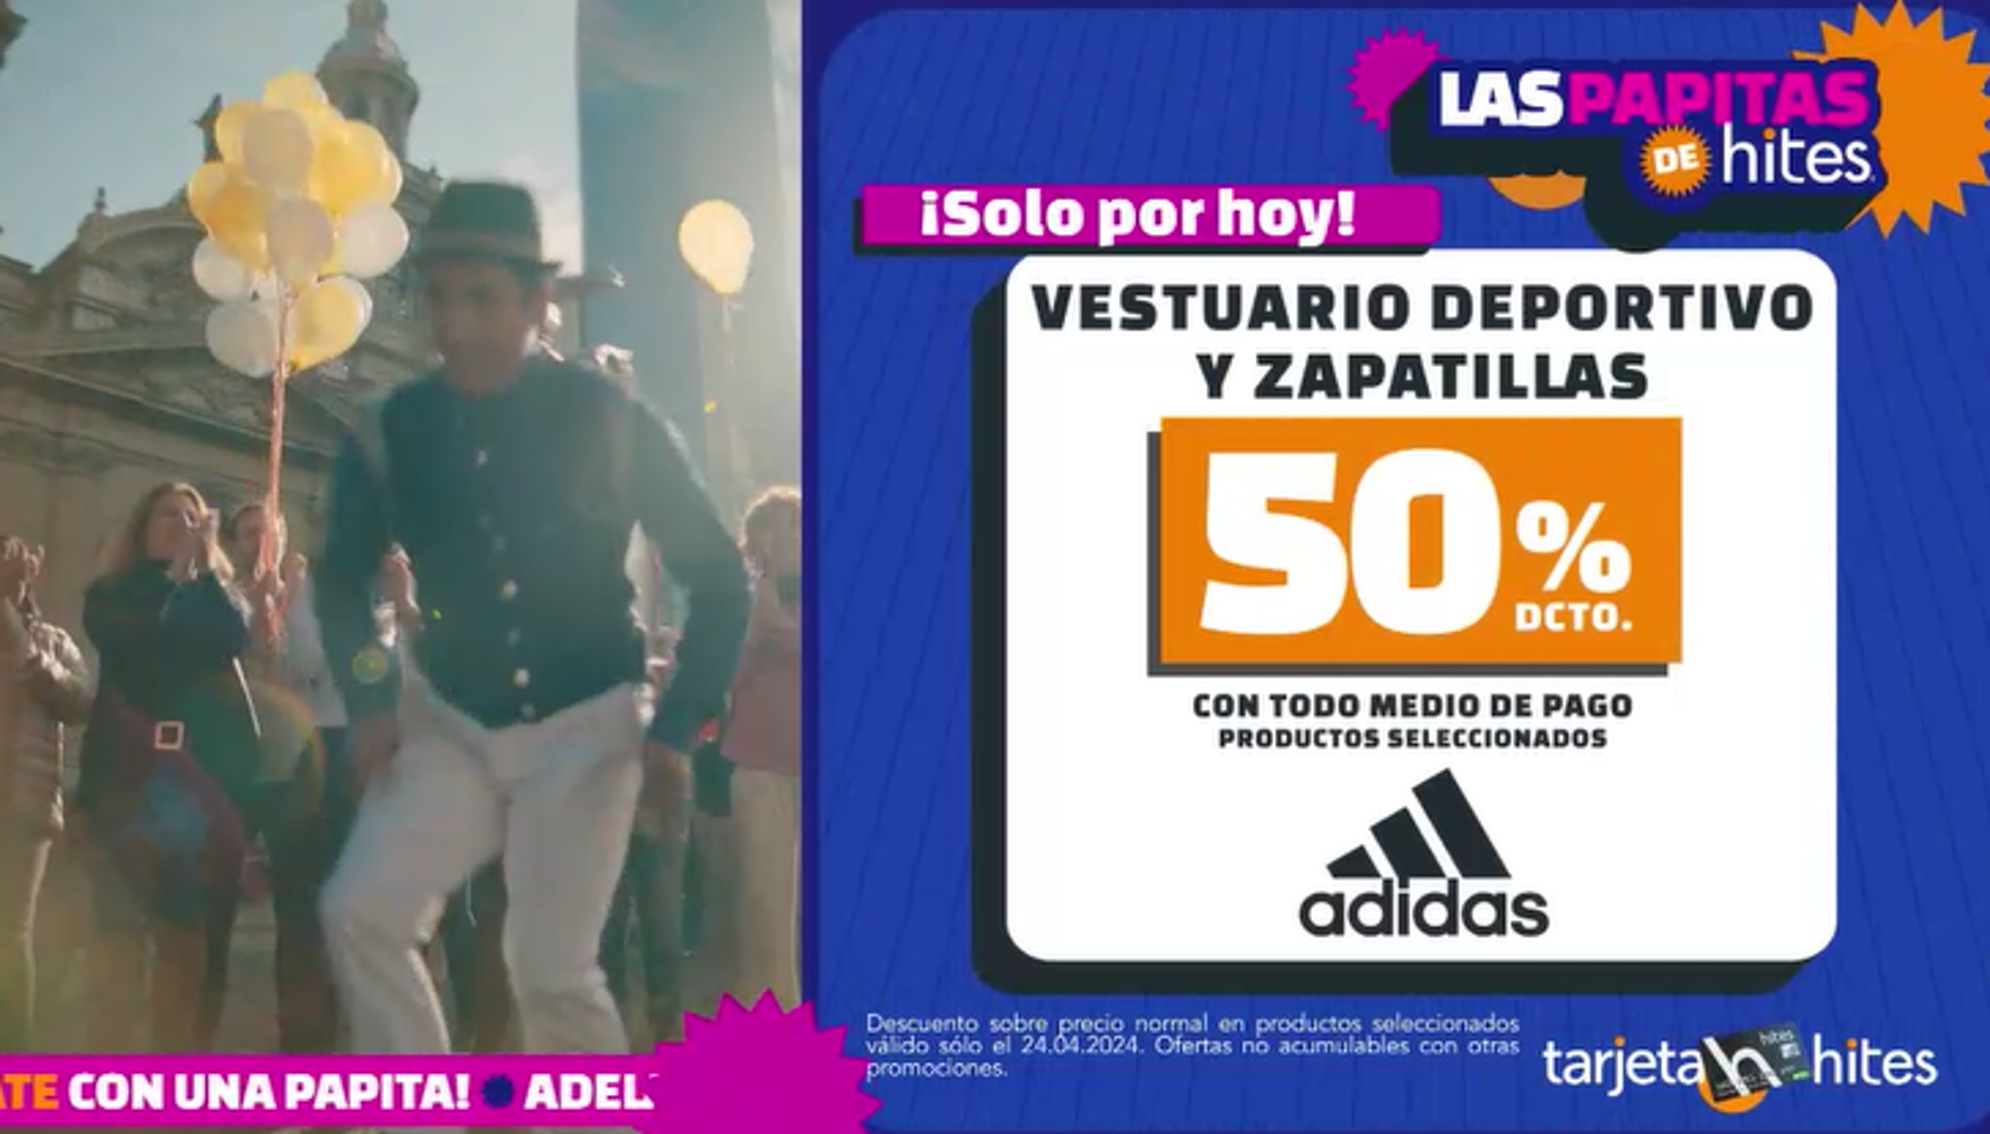 LAS PAPITAS
DE hites
¡Solo por hoy!
VESTUARIO DEPORTIVO
Y ZAPATILLAS
50%
DCTO.
CON TODO MEDIO DE PAGO
PRODUCTOS SELECCIONADOS
adidas
Descuento sobre precio normal en productos seleccionados
válido sólo el 24.04.2024. Ofertas no acumulables con otras
promociones.
tarjeta h hites
CON UNA PAPITA!